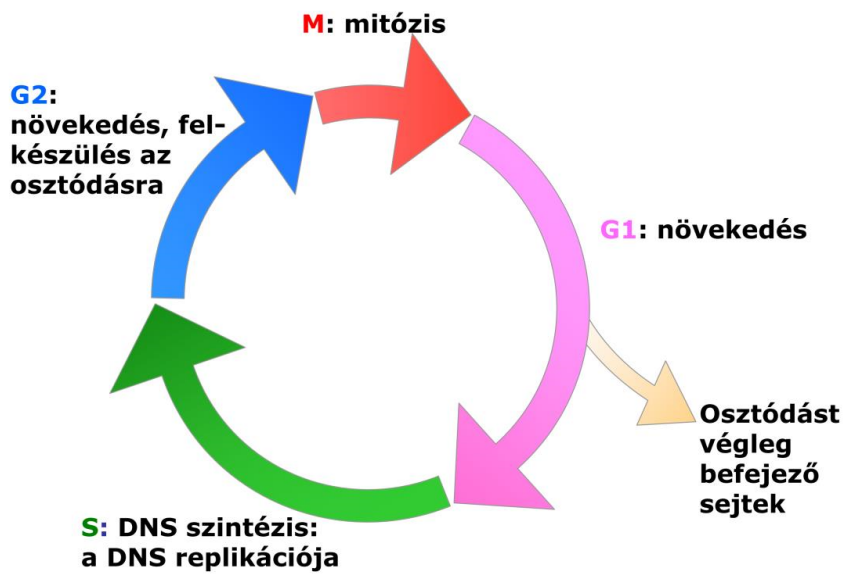 M: mitózis
G2:
növekedés, fel-
készülés az
osztódásra
G1: növekedés
Osztódást
végleg
befejező
sejtek
S: DNS szintézis:
a DNS replikációja